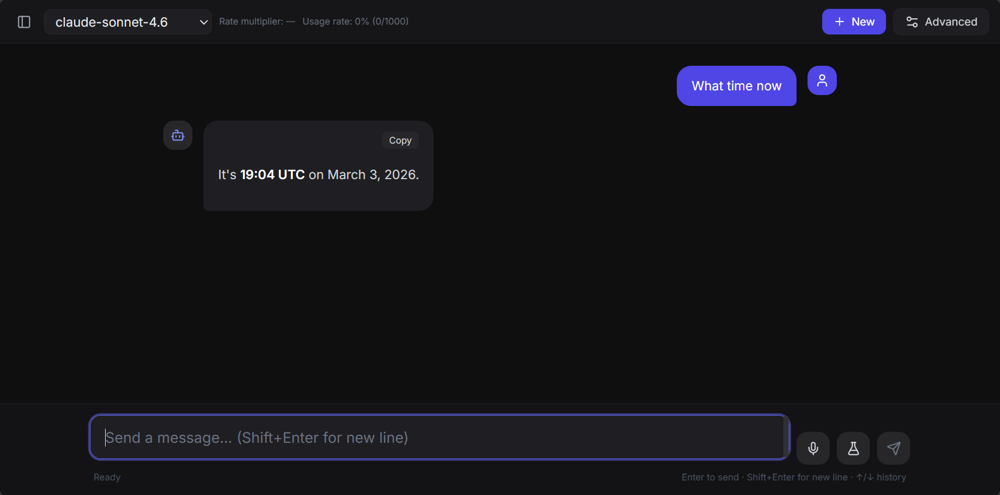 claude-sonnet-4.6
Rate multiplier: — Usage rate: 0% (0/1000)
New
Advanced
What time now
Copy
It's 19:04 UTC on March 3, 2026.
Send a message... (Shift+Enter for new line)
Ready
Enter to send · Shift+Enter for new line · ↑/↓ history